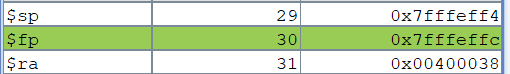 $sp 29 0x7fffeff4
$fp 30 0x7fffeffc
$ra 31 0x00400038